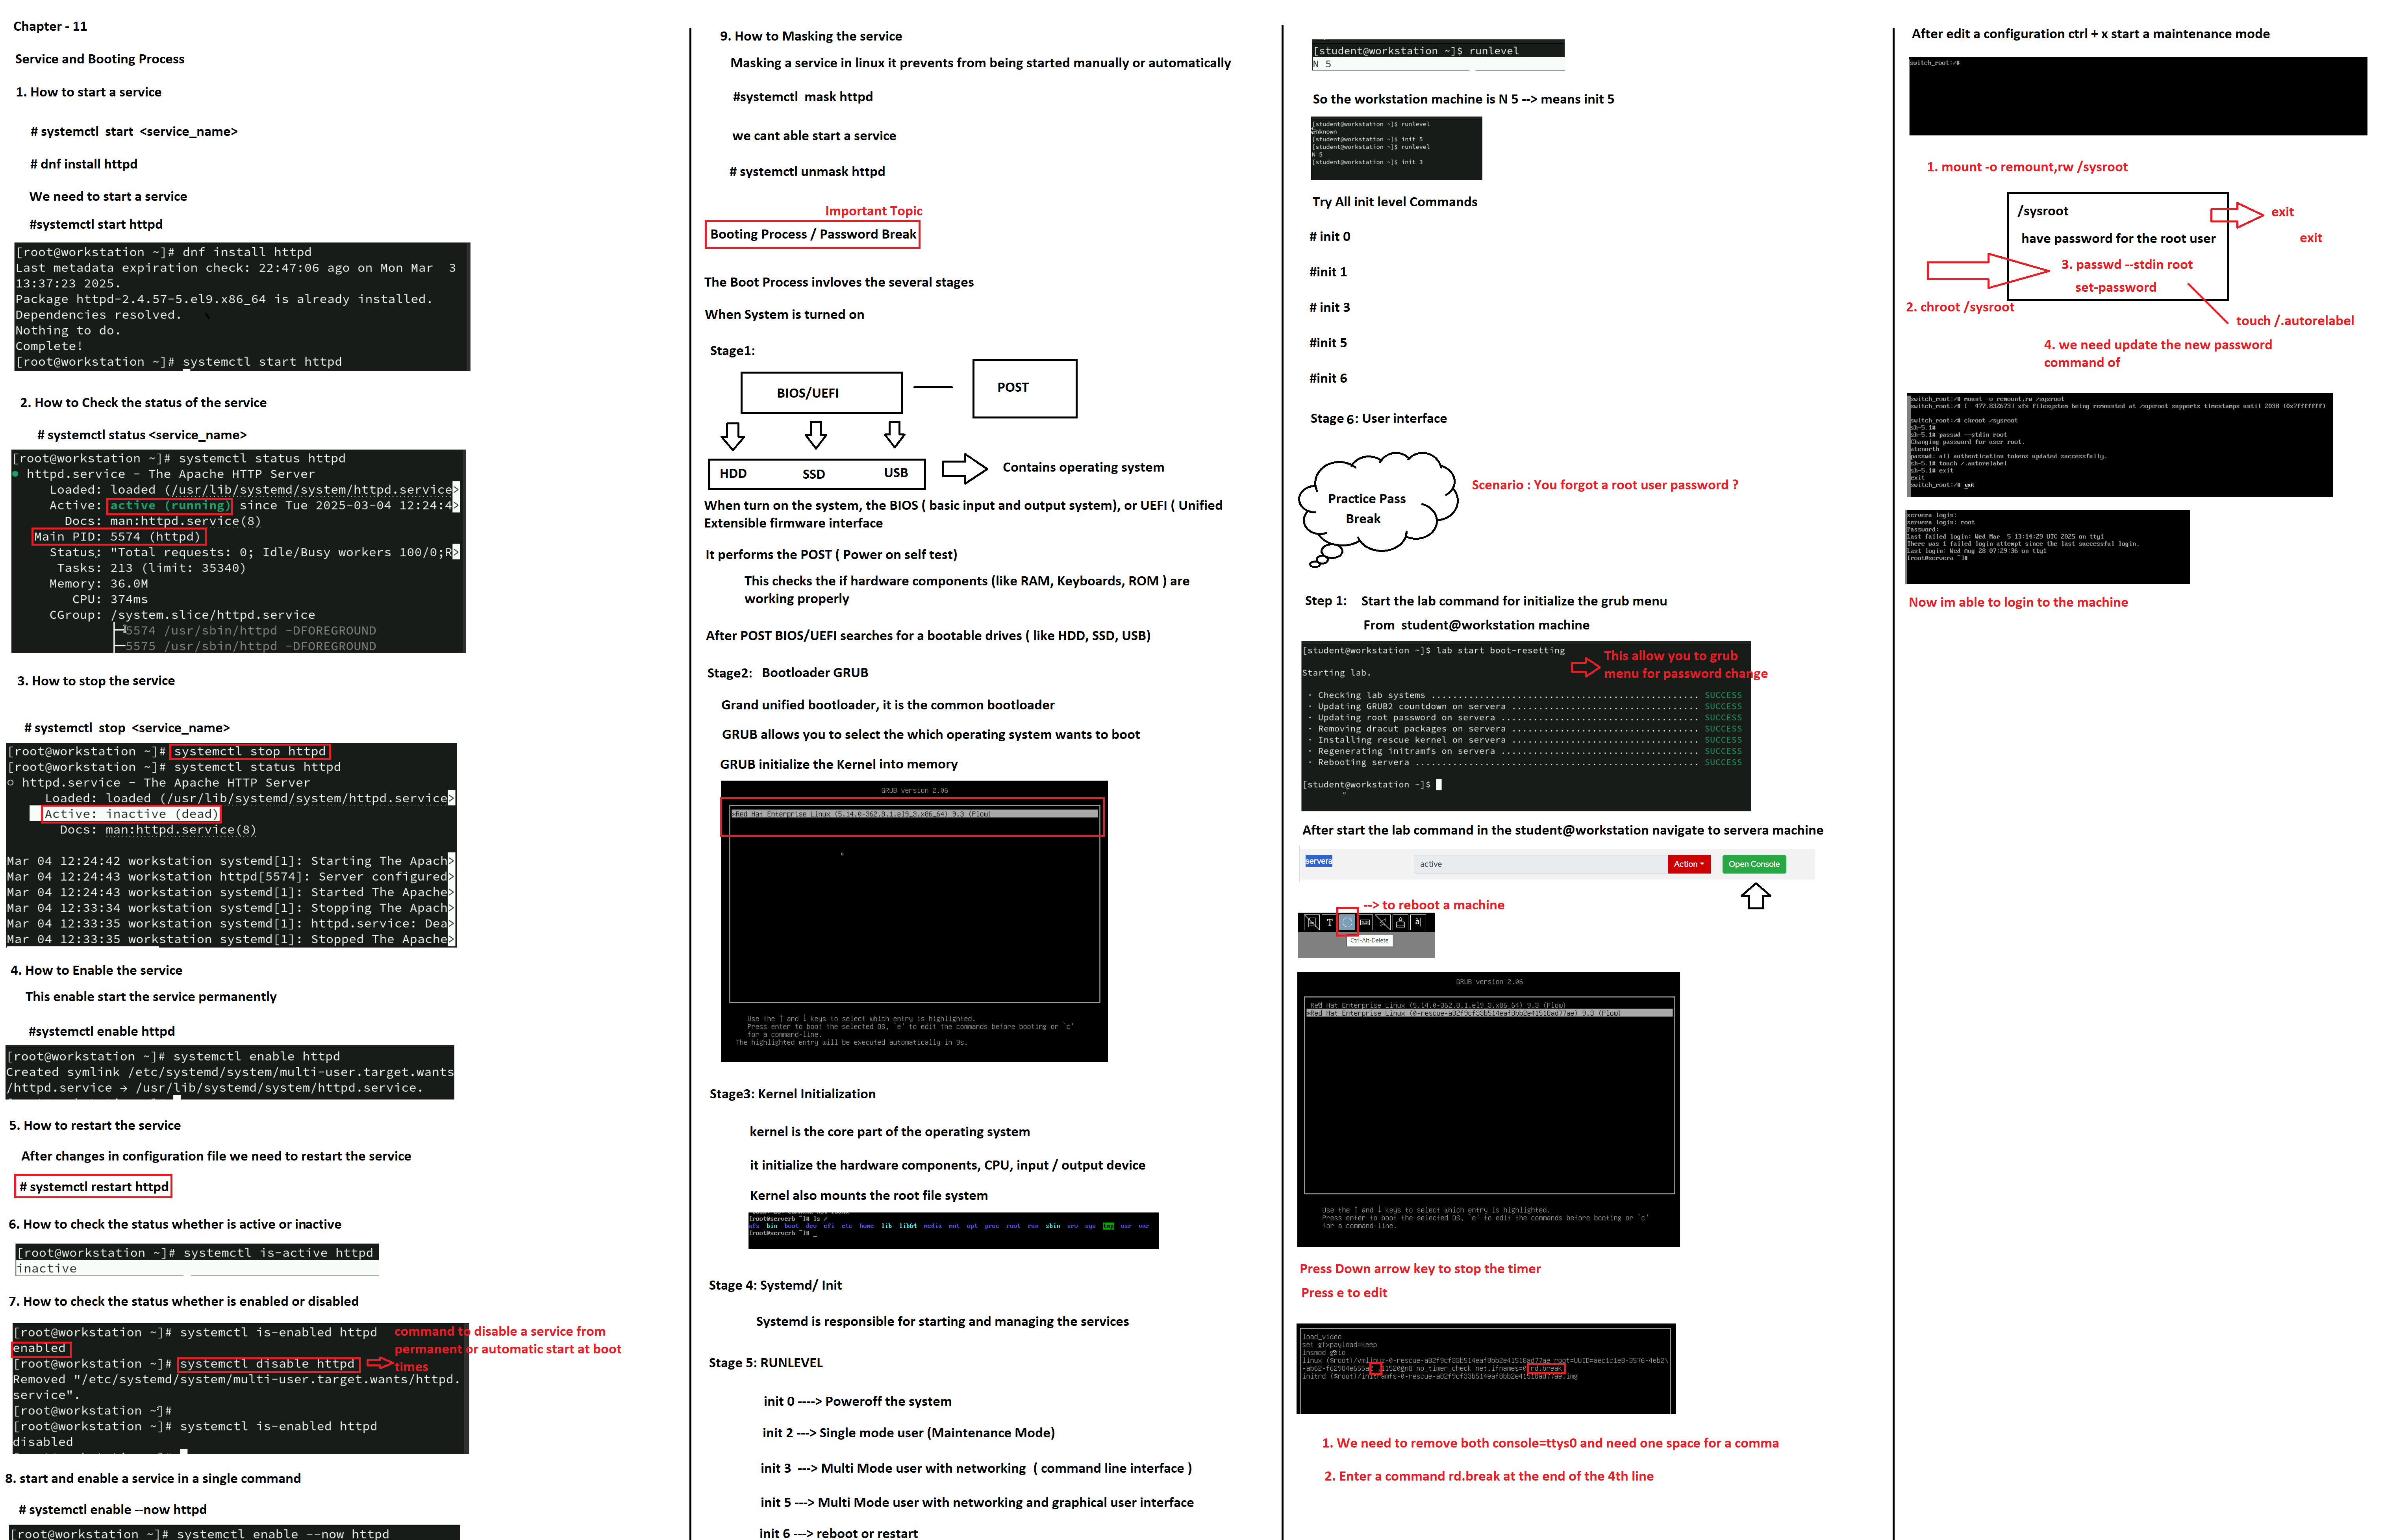 Chapter - 11
Service and Booting Process
1. How to start a service
# systemctl  start  <service_name>
# dnf install httpd
We need to start a service
#systemctl start httpd
[root@workstation ~]# dnf install httpd
Last metadata expiration check: 22:47:06 ago on Mon Mar  3
13:37:23 2025.
Package httpd-2.4.57-5.el9.x86_64 is already installed.
Dependencies resolved.
Nothing to do.
Complete!
[root@workstation ~]# systemctl start httpd
2. How to Check the status of the service
# systemctl status <service_name>
[root@workstation ~]# systemctl status httpd
● httpd.service - The Apache HTTP Server
Loaded: loaded (/usr/lib/systemd/system/httpd.service>
Active: active (running) since Tue 2025-03-04 12:24:4>
Docs: man:httpd.service(8)
Main PID: 5574 (httpd)
Status: "Total requests: 0; Idle/Busy workers 100/0;R>
Tasks: 213 (limit: 35340)
Memory: 36.0M
CPU: 374ms
CGroup: /system.slice/httpd.service
├─5574 /usr/sbin/httpd -DFOREGROUND
├─5575 /usr/sbin/httpd -DFOREGROUND
3. How to stop the service
# systemctl  stop  <service_name>
[root@workstation ~]# systemctl stop httpd
[root@workstation ~]# systemctl status httpd
○ httpd.service - The Apache HTTP Server
Loaded: loaded (/usr/lib/systemd/system/httpd.service>
Active: inactive (dead)
Docs: man:httpd.service(8)
Mar 04 12:24:42 workstation systemd[1]: Starting The Apach>
Mar 04 12:24:43 workstation httpd[5574]: Server configured>
Mar 04 12:24:43 workstation systemd[1]: Started The Apache>
Mar 04 12:33:34 workstation systemd[1]: Stopping The Apach>
Mar 04 12:33:35 workstation systemd[1]: httpd.service: Dea>
Mar 04 12:33:35 workstation systemd[1]: Stopped The Apache>
4. How to Enable the service
This enable start the service permanently
#systemctl enable httpd
[root@workstation ~]# systemctl enable httpd
Created symlink /etc/systemd/system/multi-user.target.wants
/httpd.service → /usr/lib/systemd/system/httpd.service.
5. How to restart the service
After changes in configuration file we need to restart the service
# systemctl restart httpd
6. How to check the status whether is active or inactive
[root@workstation ~]# systemctl is-active httpd
inactive
7. How to check the status whether is enabled or disabled
[root@workstation ~]# systemctl is-enabled httpd
enabled
[root@workstation ~]# systemctl disable httpd
command to disable a service from
permanent or automatic start at boot
times
Removed "/etc/systemd/system/multi-user.target.wants/httpd.
service".
[root@workstation ~]#
[root@workstation ~]# systemctl is-enabled httpd
disabled
8. start and enable a service in a single command
# systemctl enable --now httpd
[root@workstation ~]# systemctl enable --now httpd
9. How to Masking the service
Masking a service in linux it prevents from being started manually or automatically
#systemctl  mask httpd
we cant able start a service
# systemctl unmask httpd
Important Topic
Booting Process / Password Break
The Boot Process invloves the several stages
When System is turned on
Stage1:
BIOS/UEFI
POST
HDD
SSD
USB
Contains operating system
When turn on the system, the BIOS ( basic input and output system), or UEFI ( Unified
Extensible firmware interface
It performs the POST ( Power on self test)
This checks the if hardware components (like RAM, Keyboards, ROM ) are
working properly
After POST BIOS/UEFI searches for a bootable drives ( like HDD, SSD, USB)
Stage2:  Bootloader GRUB
Grand unified bootloader, it is the common bootloader
GRUB allows you to select the which operating system wants to boot
GRUB initialize the Kernel into memory
GRUB version 2.06
*Red Hat Enterprise Linux (5.14.0-362.8.1.el9_3.x86_64) 9.3 (Plow)
Use the ↑ and ↓ keys to select which entry is highlighted.
Press enter to boot the selected OS, `e' to edit the commands before booting or `c'
for a command-line.
The highlighted entry will be executed automatically in 9s.
Stage3: Kernel Initialization
kernel is the core part of the operating system
it initialize the hardware components, CPU, input / output device
Kernel also mounts the root file system
[root@serverb ~]# ls /
afs  bin  boot  dev  efi  etc  home  lib  lib64  media  mnt  opt  proc  root  run  sbin  srv  sys  tmp  usr  var
[root@serverb ~]# _
Stage 4: Systemd/ Init
Systemd is responsible for starting and managing the services
Stage 5: RUNLEVEL
init 0 ----> Poweroff the system
init 2 ---> Single mode user (Maintenance Mode)
init 3  ---> Multi Mode user with networking  ( command line interface )
init 5 ---> Multi Mode user with networking and graphical user interface
init 6 ---> reboot or restart
[student@workstation ~]$ runlevel
N 5
So the workstation machine is N 5 --> means init 5
[student@workstation ~]$ runlevel
unknown
[student@workstation ~]$ init 5
[student@workstation ~]$ runlevel
N 5
[student@workstation ~]$ init 3
Try All init level Commands
# init 0
#init 1
# init 3
#init 5
#init 6
Stage 6: User interface
Practice Pass
Break
Scenario : You forgot a root user password ?
Step 1:  Start the lab command for initialize the grub menu
From  student@workstation machine
[student@workstation ~]$ lab start boot-resetting
This allow you to grub
menu for password change
Starting lab.
· Checking lab systems ........ SUCCESS
· Updating GRUB2 countdown on servera ........ SUCCESS
· Updating root password on servera ........ SUCCESS
· Removing dracut packages on servera ........ SUCCESS
· Installing rescue kernel on servera ........ SUCCESS
· Regenerating initramfs on servera ........ SUCCESS
· Rebooting servera ........ SUCCESS
[student@workstation ~]$
After start the lab command in the student@workstation navigate to servera machine
servera
active
Action
Open Console
--> to reboot a machine
Ctrl-Alt-Delete
GRUB version 2.06
Red Hat Enterprise Linux (5.14.0-362.8.1.el9_3.x86_64) 9.3 (Plow)
*Red Hat Enterprise Linux (0-rescue-a82f9cf33b514eaf8bb2e41518ad77ae) 9.3 (Plow)
Use the ↑ and ↓ keys to select which entry is highlighted.
Press enter to boot the selected OS, `e' to edit the commands before booting or `c'
for a command-line.
Press Down arrow key to stop the timer
Press e to edit
load_video
set gfxpayload=keep
insmod gzio
linux ($root)/vmlinuz-0-rescue-a82f9cf33b514eaf8bb2e41518ad77ae root=UUID=aec1c1e8-3576-4eb2\
-ab62-f62984e655a ,115200n8 no_timer_check net.ifnames=0 rd.break
initrd ($root)/initramfs-0-rescue-a82f9cf33b514eaf8bb2e41518ad77ae.img
1. We need to remove both console=ttys0 and need one space for a comma
2. Enter a command rd.break at the end of the 4th line
After edit a configuration ctrl + x start a maintenance mode
switch_root:/#
1. mount -o remount,rw /sysroot
/sysroot
exit
have password for the root user
exit
3. passwd --stdin root
set-password
2. chroot /sysroot
touch /.autorelabel
4. we need update the new password
command of
switch_root:/# mount -o remount,rw /sysroot
switch_root:/# [  477.832673] xfs filesystem being remounted at /sysroot supports timestamps until 2038 (0x7fffffff)
switch_root:/# chroot /sysroot
sh-5.1#
sh-5.1# passwd --stdin root
Changing password for user root.
atenorth
passwd: all authentication tokens updated successfully.
sh-5.1# touch /.autorelabel
sh-5.1# exit
exit
switch_root:/# exit
servera login:
servera login: root
Password:
Last failed login: Wed Mar  5 13:14:29 UTC 2025 on tty1
There was 1 failed login attempt since the last successful login.
Last login: Wed Aug 28 07:29:36 on tty1
[root@servera ~]#
Now im able to login to the machine